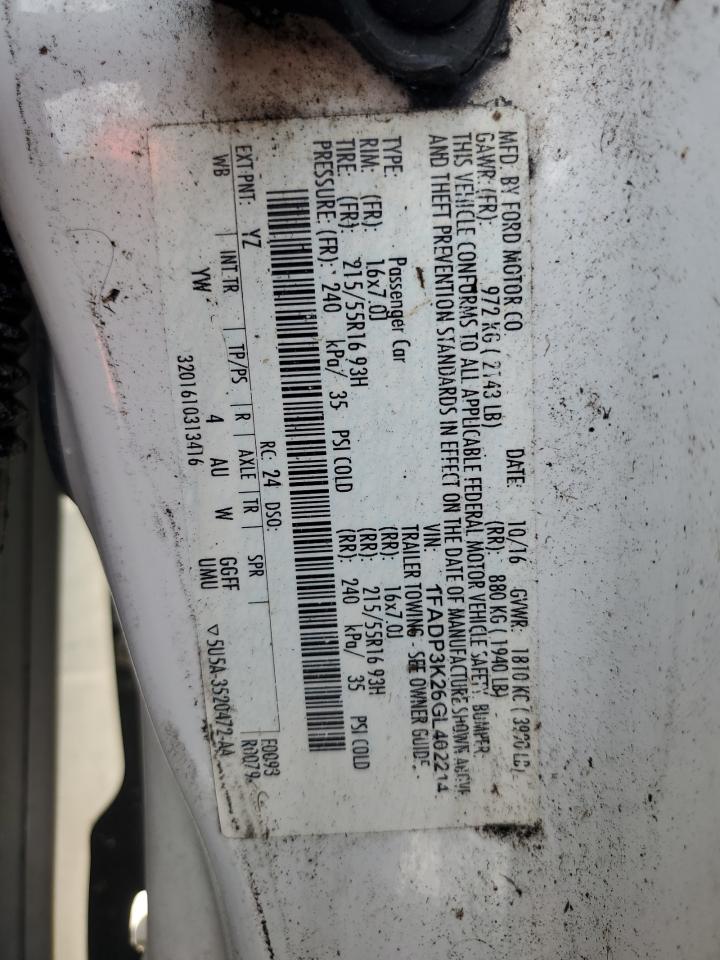 MFD. BY FORD MOTOR CO. DATE: 10/16 GVWR: 1810 KG
GAWR: (FR): 972 KG ( 2143 LB) (RR): 880 KG ( 1940 LB)
THIS VEHICLE CONFORMS TO ALL APPLICABLE FEDERAL MOTOR VEHICLE SAFETY, BUMPER,
AND THEFT PREVENTION STANDARDS IN EFFECT ON THE DATE OF MANUFACTURE SHOWN ABOVE
VIN: 1FADP3K26GL402214
TYPE: Passenger Car TRAILER TOWING - SEE OWNER GUIDE.
RIM: (FR): 16x7.0J (RR): 16x7.0J
TIRE: (FR): 215/55R16 93H (RR): 215/55R16 93H
PRESSURE: (FR): 240 kPa/ 35 PSI COLD (RR): 240 kPa/ 35 PSI COLD
F0093
EXT PNT: YZ RC: 24 DSO:
WB INT TR TP/PS R AXLE TR SPR
YW 4 AU W GGFF
UMU
3201610313416 ▽5U5A-3520472-AA